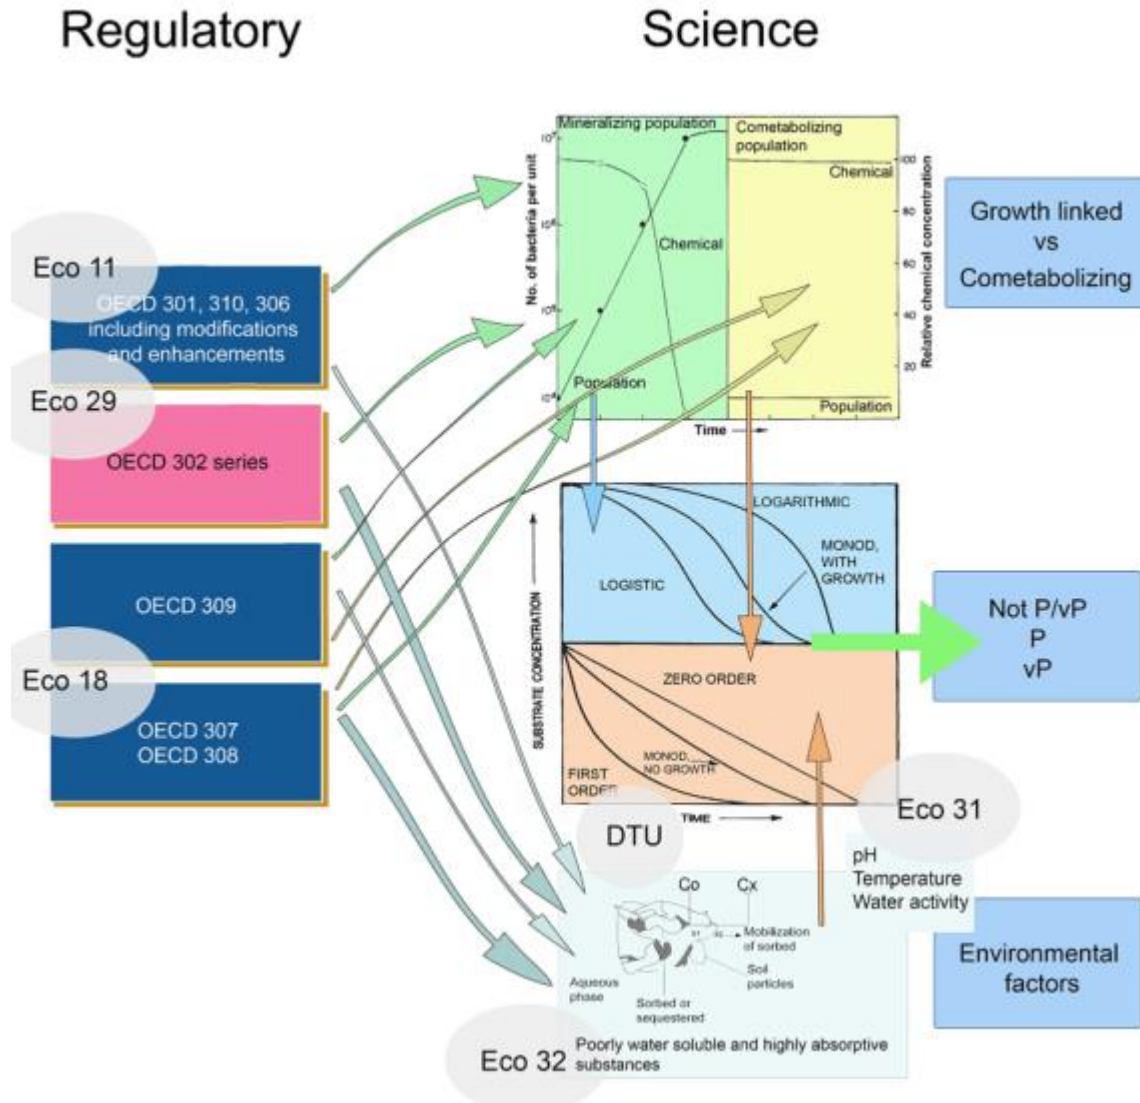 Regulatory
Science
Eco 11
OECD 301, 310, 306
including modifications
and enhancements
Eco 29
OECD 302 series
OECD 309
Eco 18
OECD 307
OECD 308
Mineralizing population
Cometabolizing
population
Chemical
Chemical
Population
Population
No. of bacteria per unit
Relative chemical concentration
100
80
60
40
20
Time
Growth linked
vs
Cometabolizing
LOGARITHMIC
MONOD,
WITH
GROWTH
LOGISTIC
SUBSTRATE CONCENTRATION
ZERO ORDER
MONOD,
NO GROWTH
FIRST
ORDER
TIME
Not P/vP
P
vP
Eco 31
DTU
pH
Temperature
Water activity
Co
Cx
Mobilization
of sorbed
Soil
particles
Aqueous
phase
Sorbed or
sequestered
Environmental
factors
Eco 32
Poorly water soluble and highly absorptive
substances